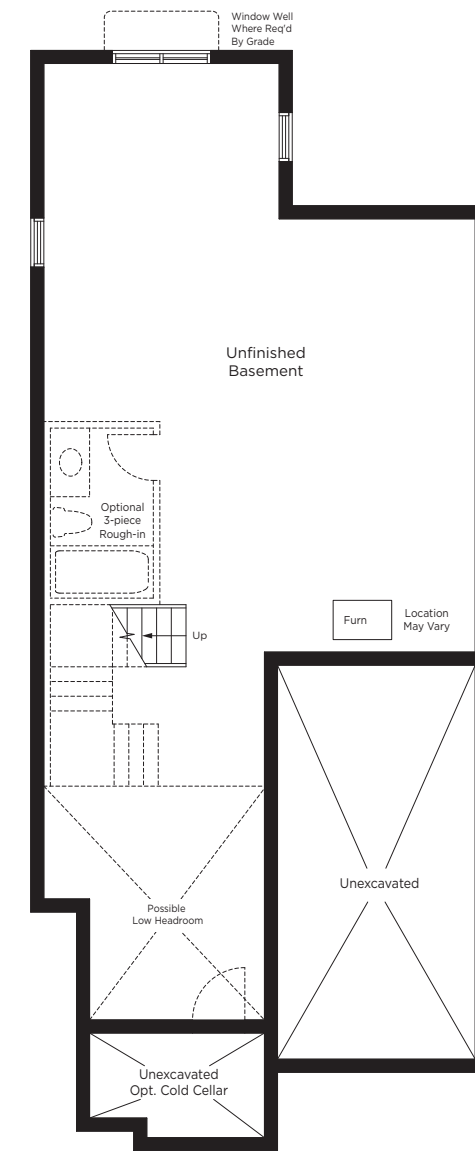 Window Well
Where Req'd
By Grade
Unfinished
Basement
Optional
3-piece
Rough-in
Up
Furn
Location
May Vary
Unexcavated
Possible
Low Headroom
Unexcavated
Opt. Cold Cellar